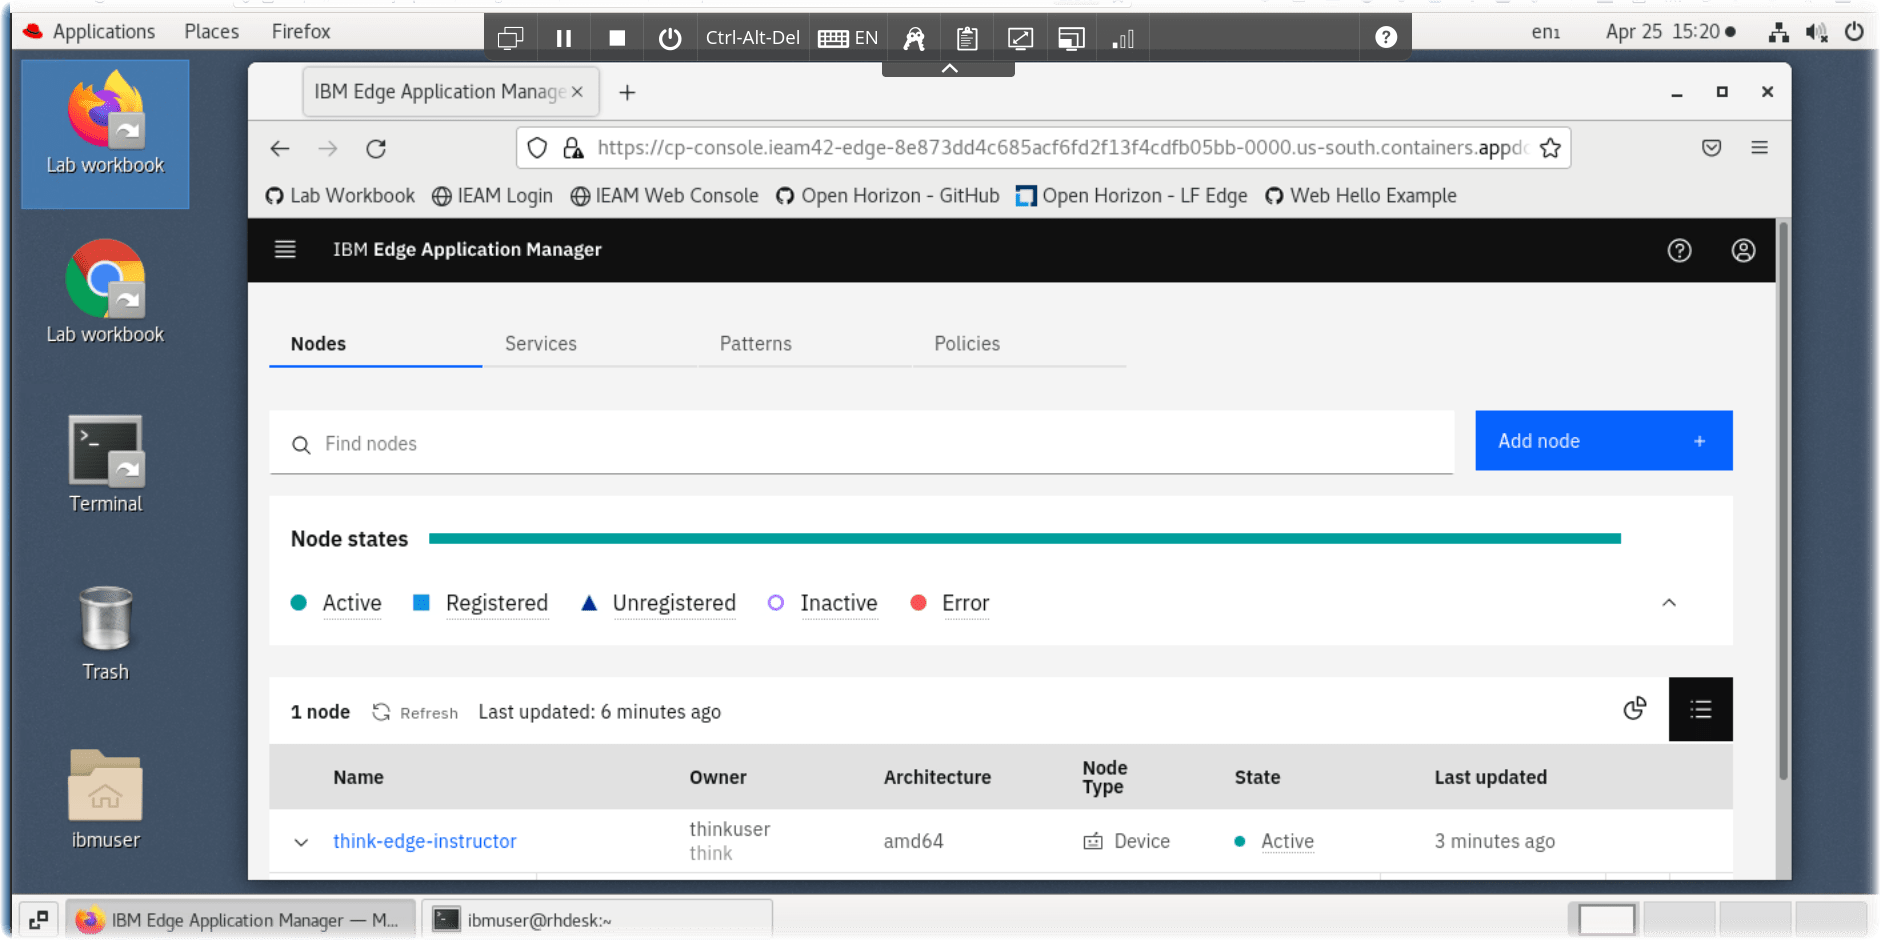 Applications Places Firefox
Ctrl-Alt-Del EN
en₁ Apr 25 15:20
Lab workbook
Lab workbook
Terminal
Trash
ibmuser
IBM Edge Application Manage
https://cp-console.ieam42-edge-8e873dd4c685acf6fd2f13f4cdfb05bb-0000.us-south.containers.appdo
Lab Workbook IEAM Login IEAM Web Console Open Horizon - GitHub Open Horizon - LF Edge Web Hello Example
IBM Edge Application Manager
Nodes Services Patterns Policies
Find nodes
Add node +
Node states
Active Registered Unregistered Inactive Error
1 node Refresh Last updated: 6 minutes ago
Name Owner Architecture Node Type State Last updated
think-edge-instructor thinkuser think amd64 Device Active 3 minutes ago
IBM Edge Application Manager — M...
ibmuser@rhdesk:~